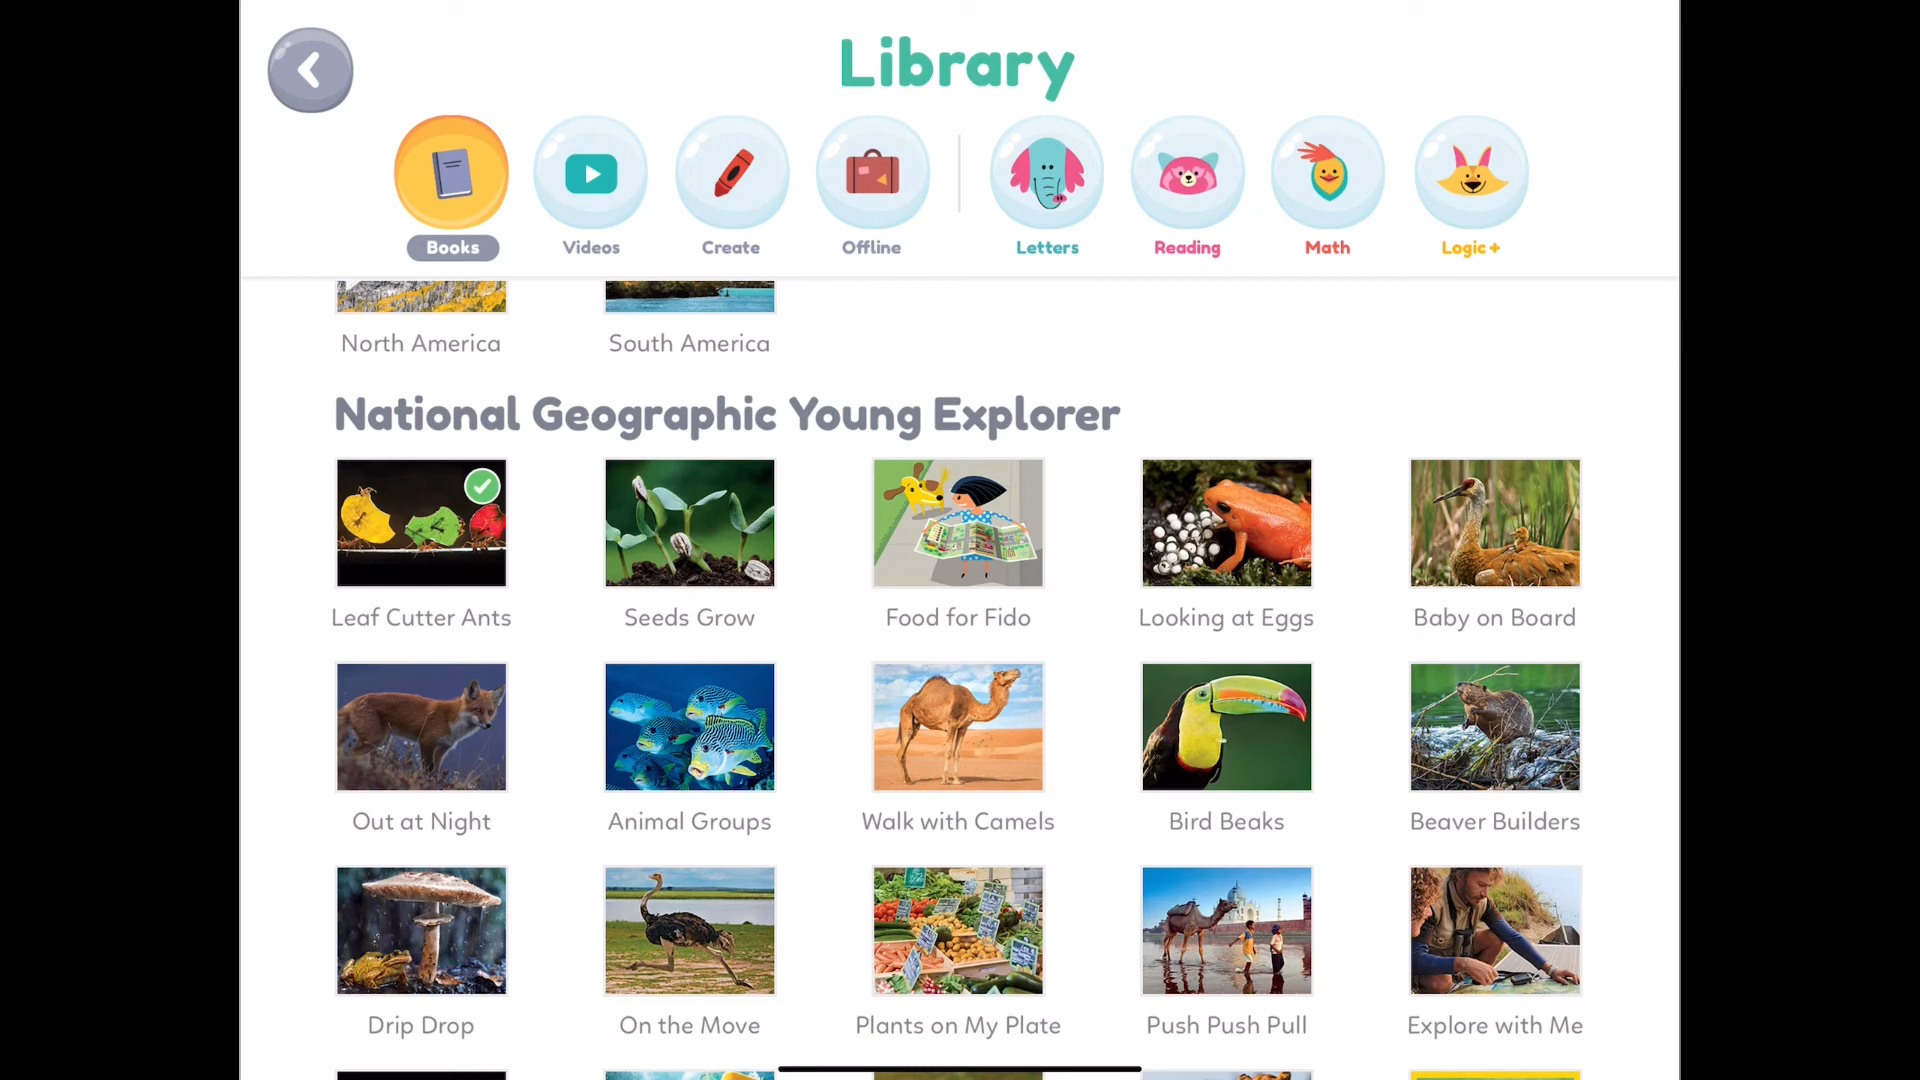 Library
Books
Videos
Create
Offline
Letters
Reading
Math
Logic +
North America
South America
National Geographic Young Explorer
Leaf Cutter Ants
Seeds Grow
Food for Fido
Looking at Eggs
Baby on Board
Out at Night
Animal Groups
Walk with Camels
Bird Beaks
Beaver Builders
Drip Drop
On the Move
Plants on My Plate
Push Push Pull
Explore with Me